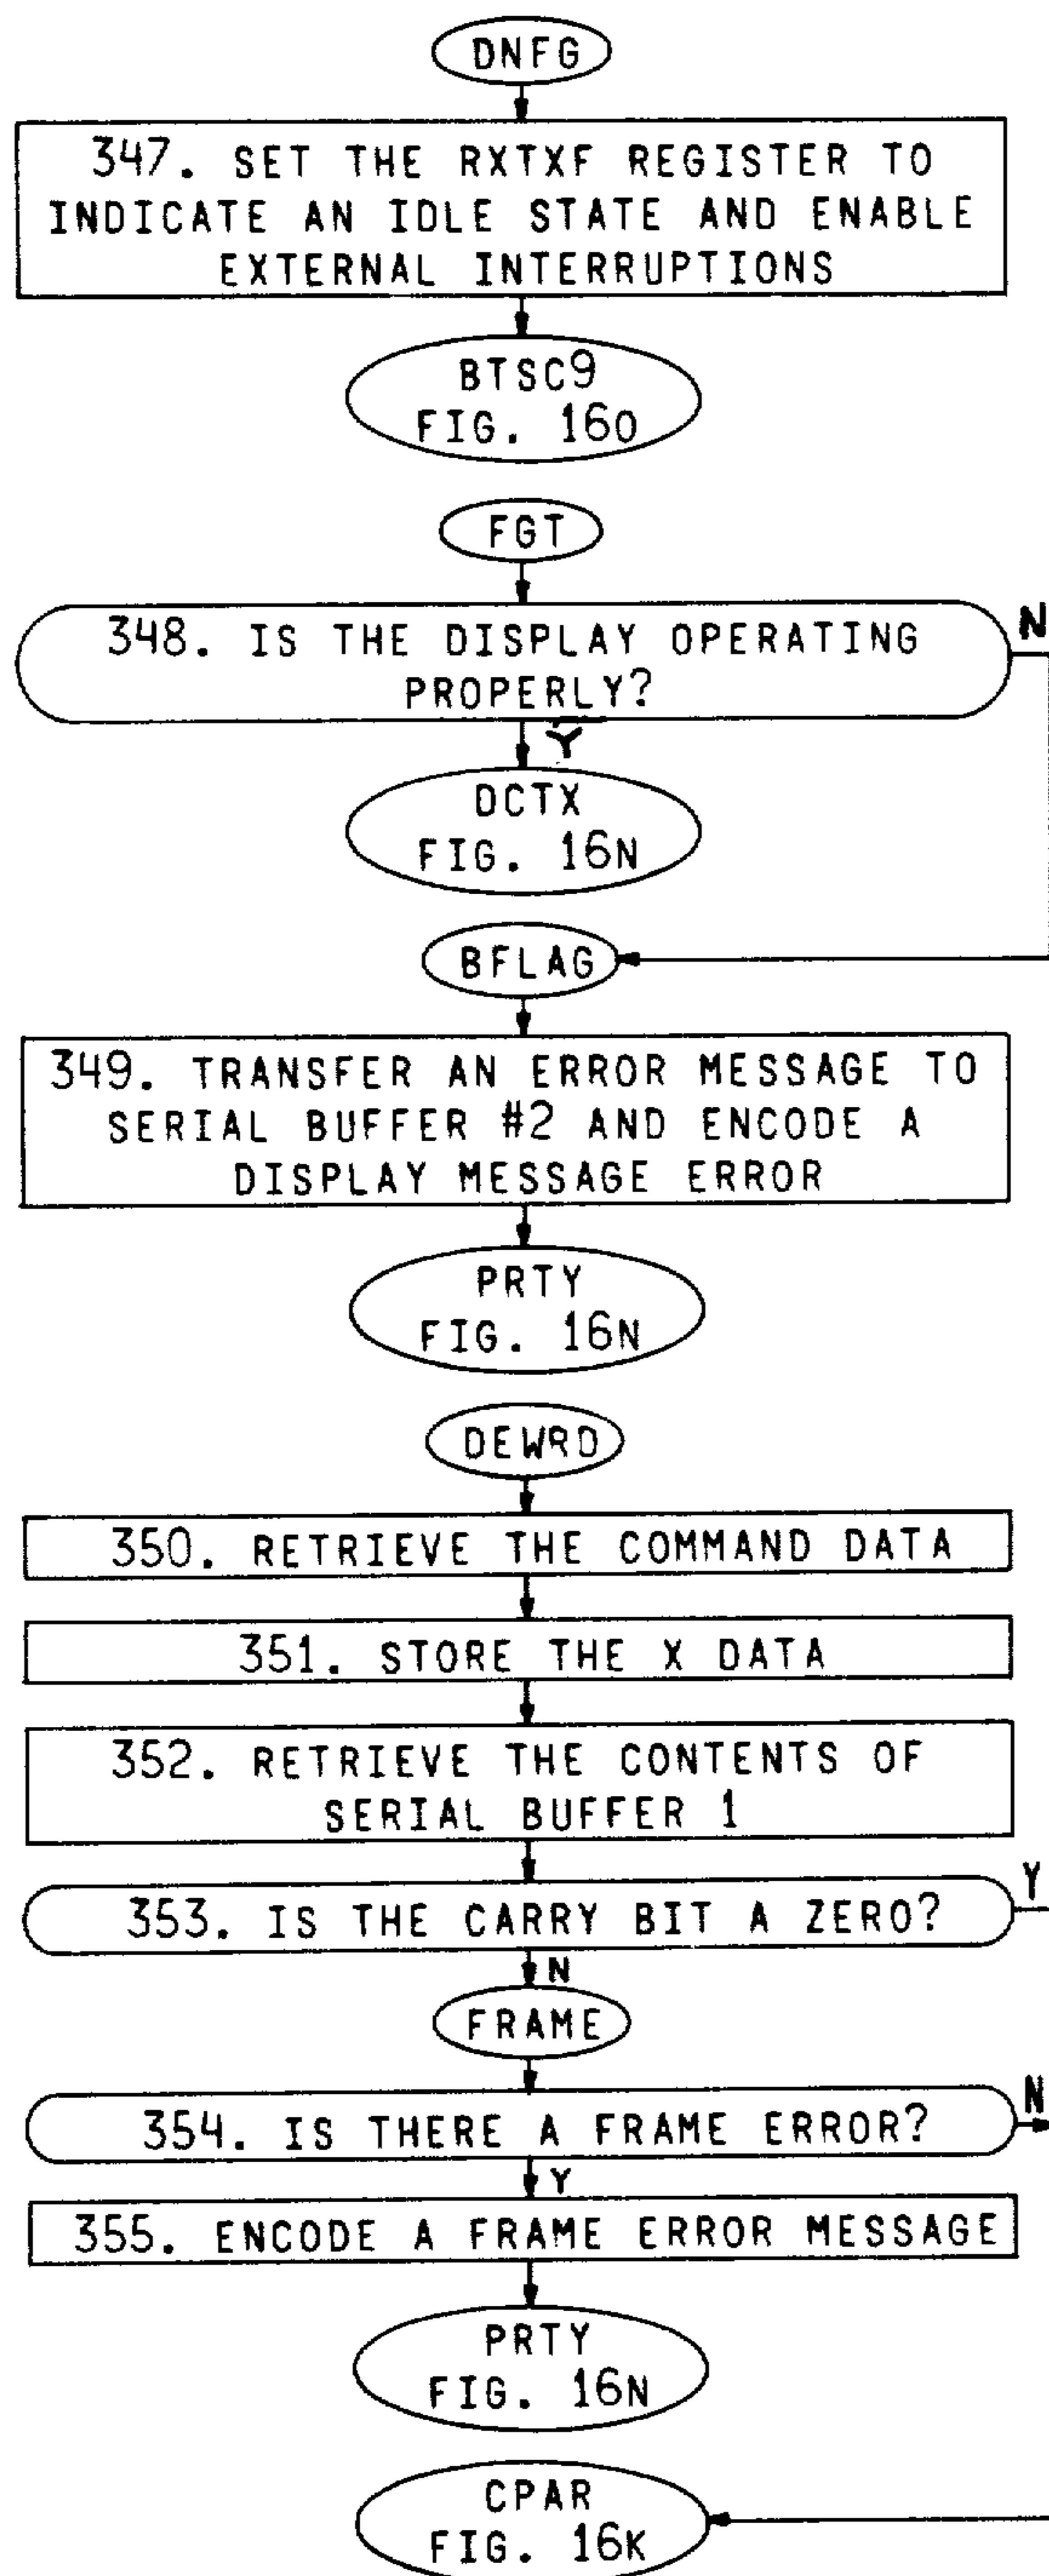 DNFG
347. SET THE RXTXF REGISTER TO
INDICATE AN IDLE STATE AND ENABLE
EXTERNAL INTERRUPTIONS
BTSC9
FIG. 16O
FGT
348. IS THE DISPLAY OPERATING
PROPERLY?
N
Y
DCTX
FIG. 16N
BFLAG
349. TRANSFER AN ERROR MESSAGE TO
SERIAL BUFFER #2 AND ENCODE A
DISPLAY MESSAGE ERROR
PRTY
FIG. 16N
DEWRD
350. RETRIEVE THE COMMAND DATA
351. STORE THE X DATA
352. RETRIEVE THE CONTENTS OF
SERIAL BUFFER 1
353. IS THE CARRY BIT A ZERO?
Y
N
FRAME
354. IS THERE A FRAME ERROR?
N
Y
355. ENCODE A FRAME ERROR MESSAGE
PRTY
FIG. 16N
CPAR
FIG. 16K